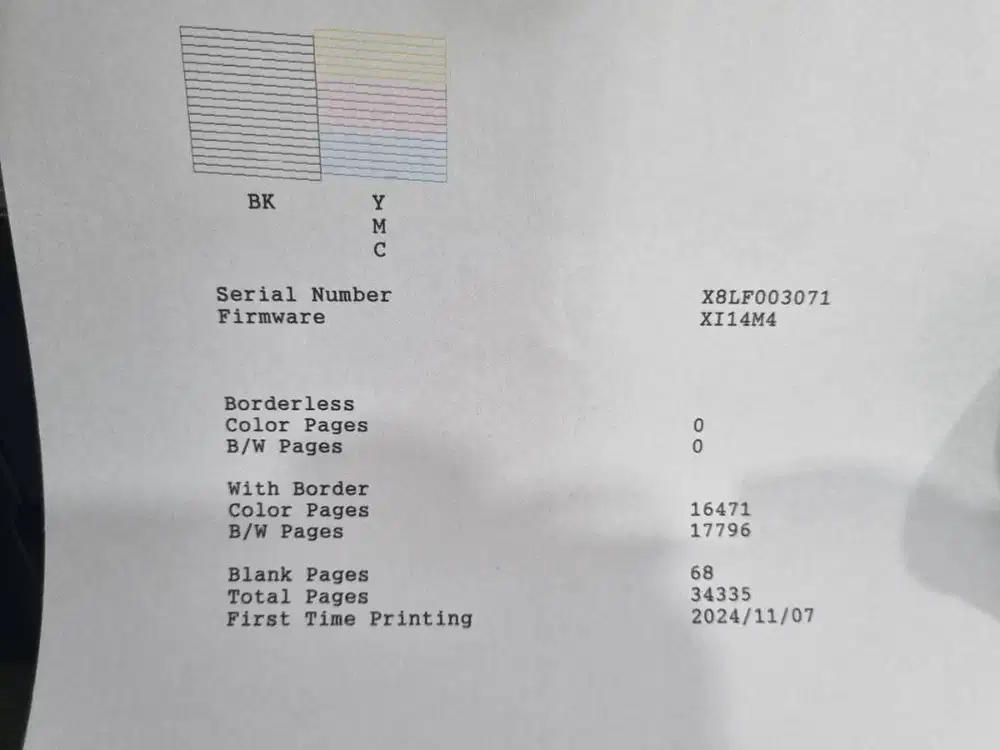 BK Y
M
C
Serial Number X8LF003071
Firmware XI14M4
Borderless
Color Pages 0
B/W Pages 0
With Border
Color Pages 16471
B/W Pages 17796
Blank Pages 68
Total Pages 34335
First Time Printing 2024/11/07